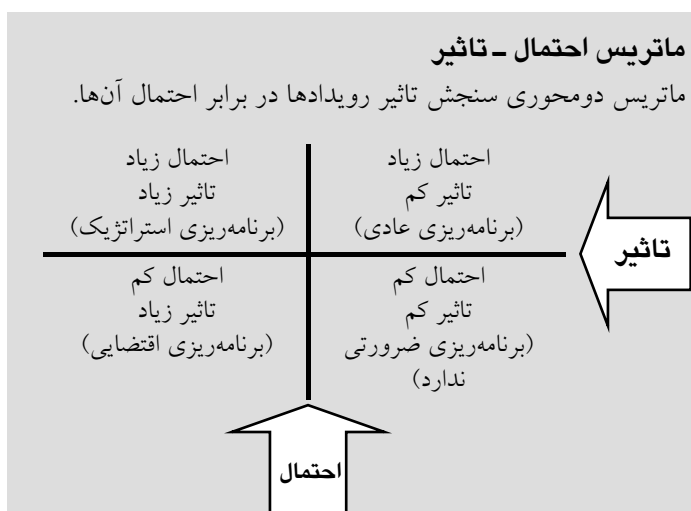 ماتریس احتمال ـ تاثیر
ماتریس دومحوری سنجش تاثیر رویدادها در برابر احتمال آن‌ها.
احتمال زیاد
تاثیر کم
(برنامه‌ریزی عادی)
احتمال زیاد
تاثیر زیاد
(برنامه‌ریزی استراتژیک)
تاثیر
احتمال کم
تاثیر کم
(برنامه‌ریزی ضرورتی
ندارد)
احتمال کم
تاثیر زیاد
(برنامه‌ریزی اقتضایی)
احتمال